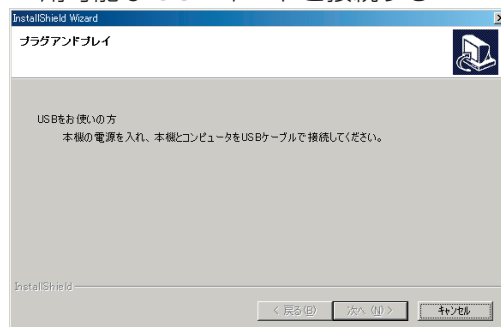 InstallShield Wizard
プラグアンドプレイ
USBをお使いの方
本機の電源を入れ、本機とコンピュータをUSBケーブルで接続してください。
InstallShield
< 戻る(B)
次へ (N) >
キャンセル